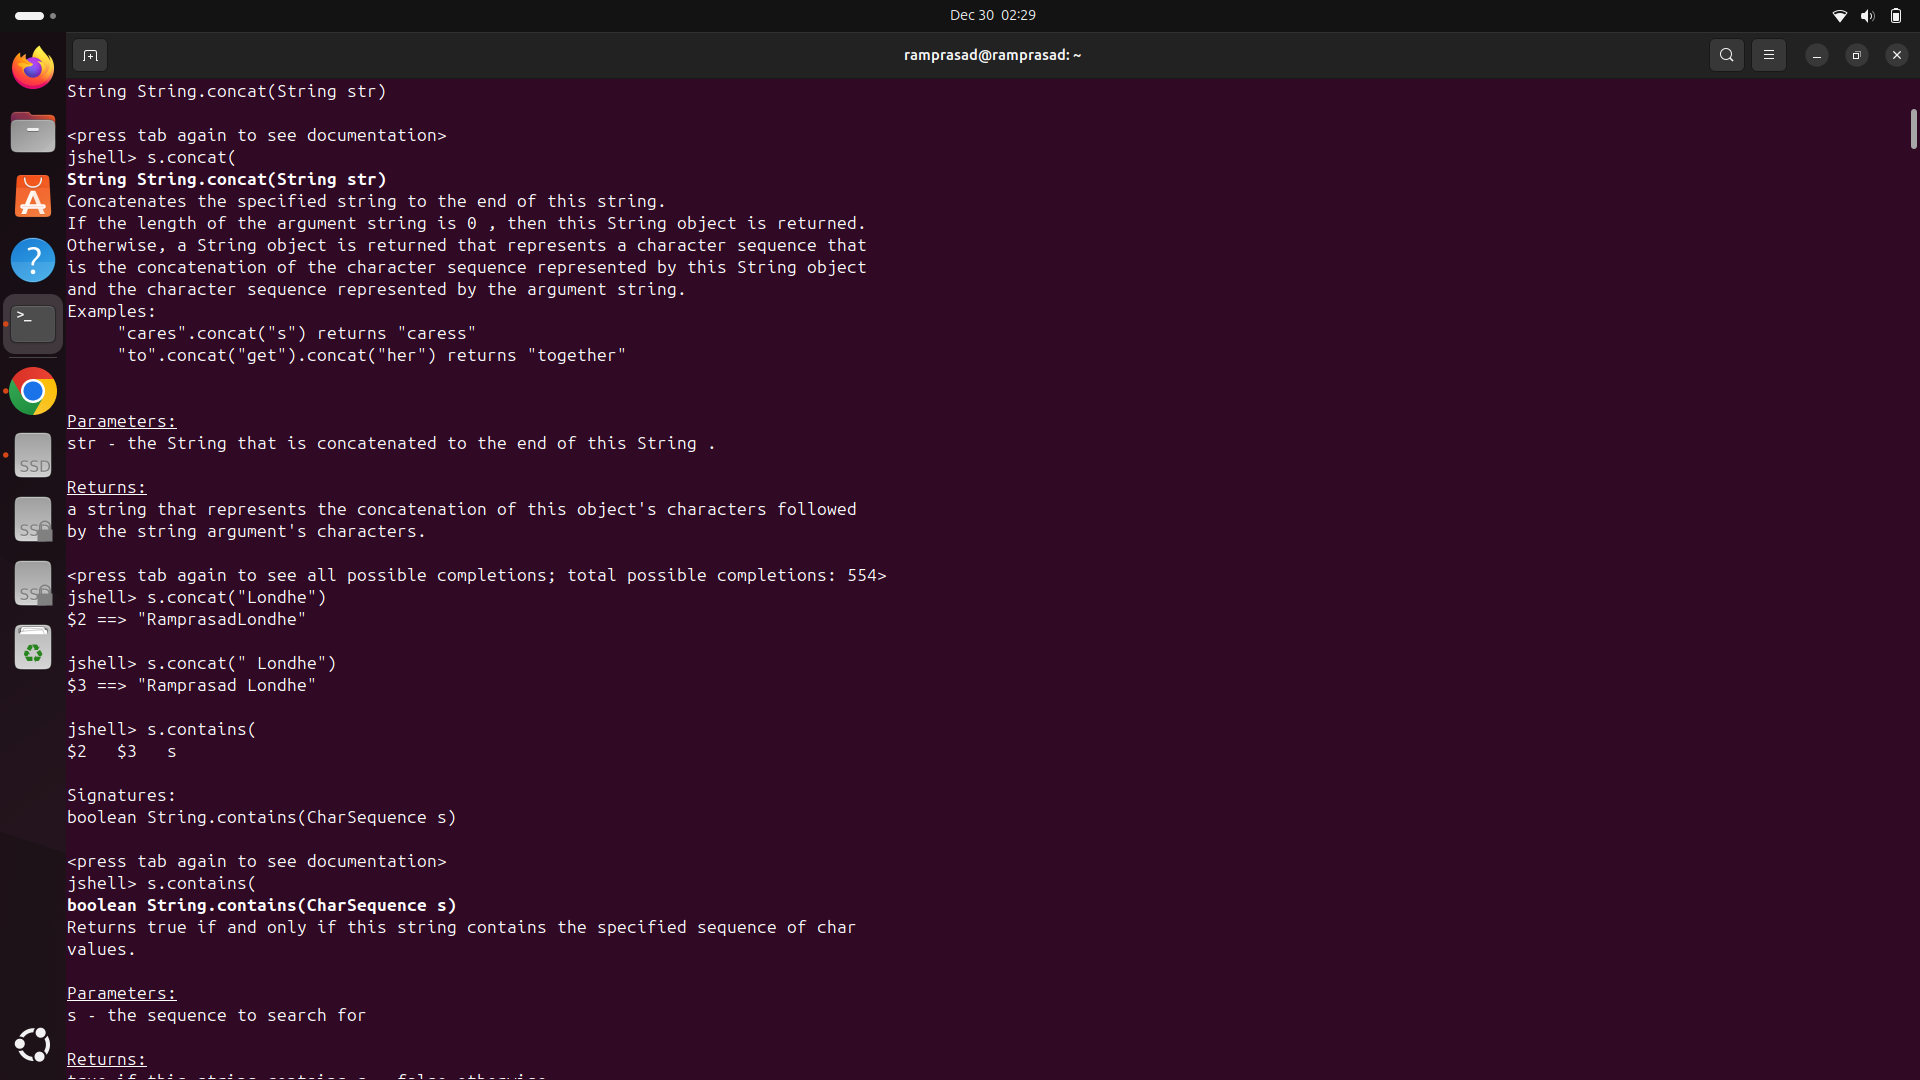 Dec 30 02:29
ramprasad@ramprasad: ~
String String.concat(String str)
<press tab again to see documentation>
jshell> s.concat(
String String.concat(String str)
Concatenates the specified string to the end of this string.
If the length of the argument string is 0 , then this String object is returned.
Otherwise, a String object is returned that represents a character sequence that
is the concatenation of the character sequence represented by this String object
and the character sequence represented by the argument string.
Examples:
"cares".concat("s") returns "caress"
"to".concat("get").concat("her") returns "together"
Parameters:
str - the String that is concatenated to the end of this String .
Returns:
a string that represents the concatenation of this object's characters followed
by the string argument's characters.
<press tab again to see all possible completions; total possible completions: 554>
jshell> s.concat("Londhe")
$2 ==> "RamprasadLondhe"
jshell> s.concat(" Londhe")
$3 ==> "Ramprasad Londhe"
jshell> s.contains(
$2 $3 s
Signatures:
boolean String.contains(CharSequence s)
<press tab again to see documentation>
jshell> s.contains(
boolean String.contains(CharSequence s)
Returns true if and only if this string contains the specified sequence of char
values.
Parameters:
s - the sequence to search for
Returns:
true if this string contains s , false otherwise
SSD
SSD
SSD